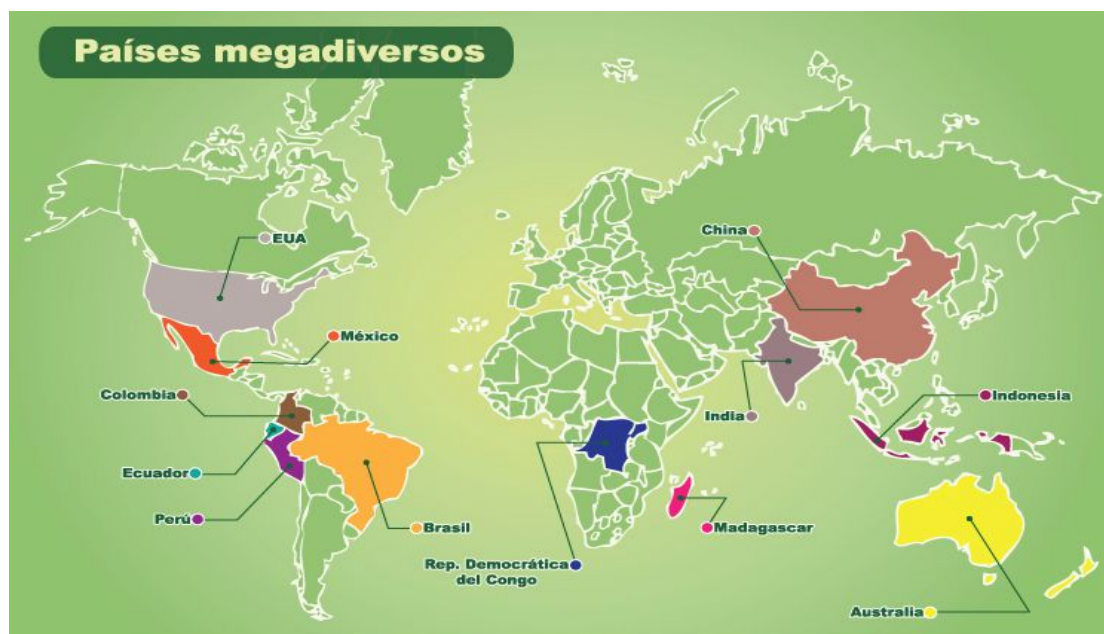 Países megadiversos
EUA
China
México
Colombia
Indonesia
India
Ecuador
Perú
Brasil
Madagascar
Rep. Democrática
del Congo
Australia